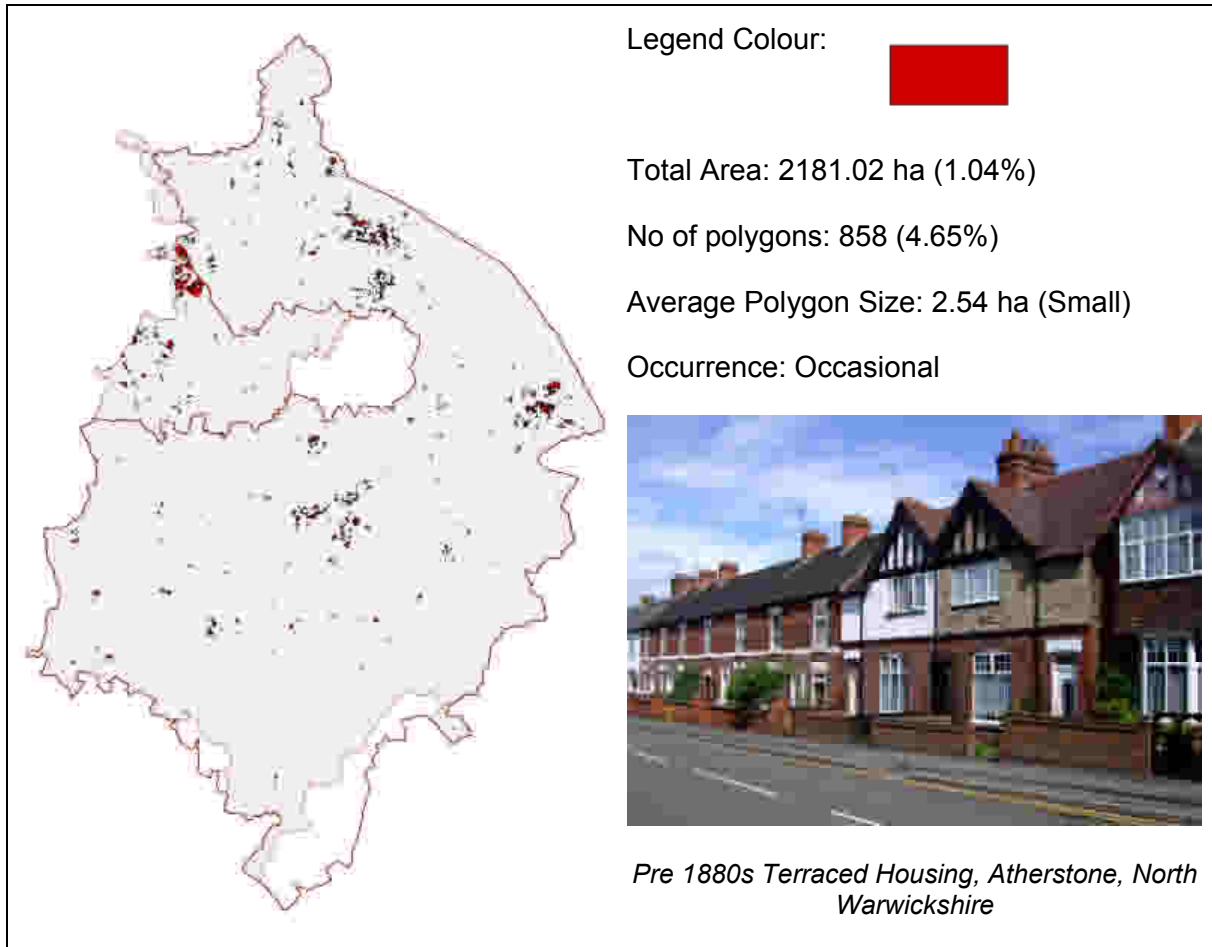 Legend Colour:
Total Area: 2181.02 ha (1.04%)
No of polygons: 858 (4.65%)
Average Polygon Size: 2.54 ha (Small)
Occurrence: Occasional
Pre 1880s Terraced Housing, Atherstone, North
Warwickshire